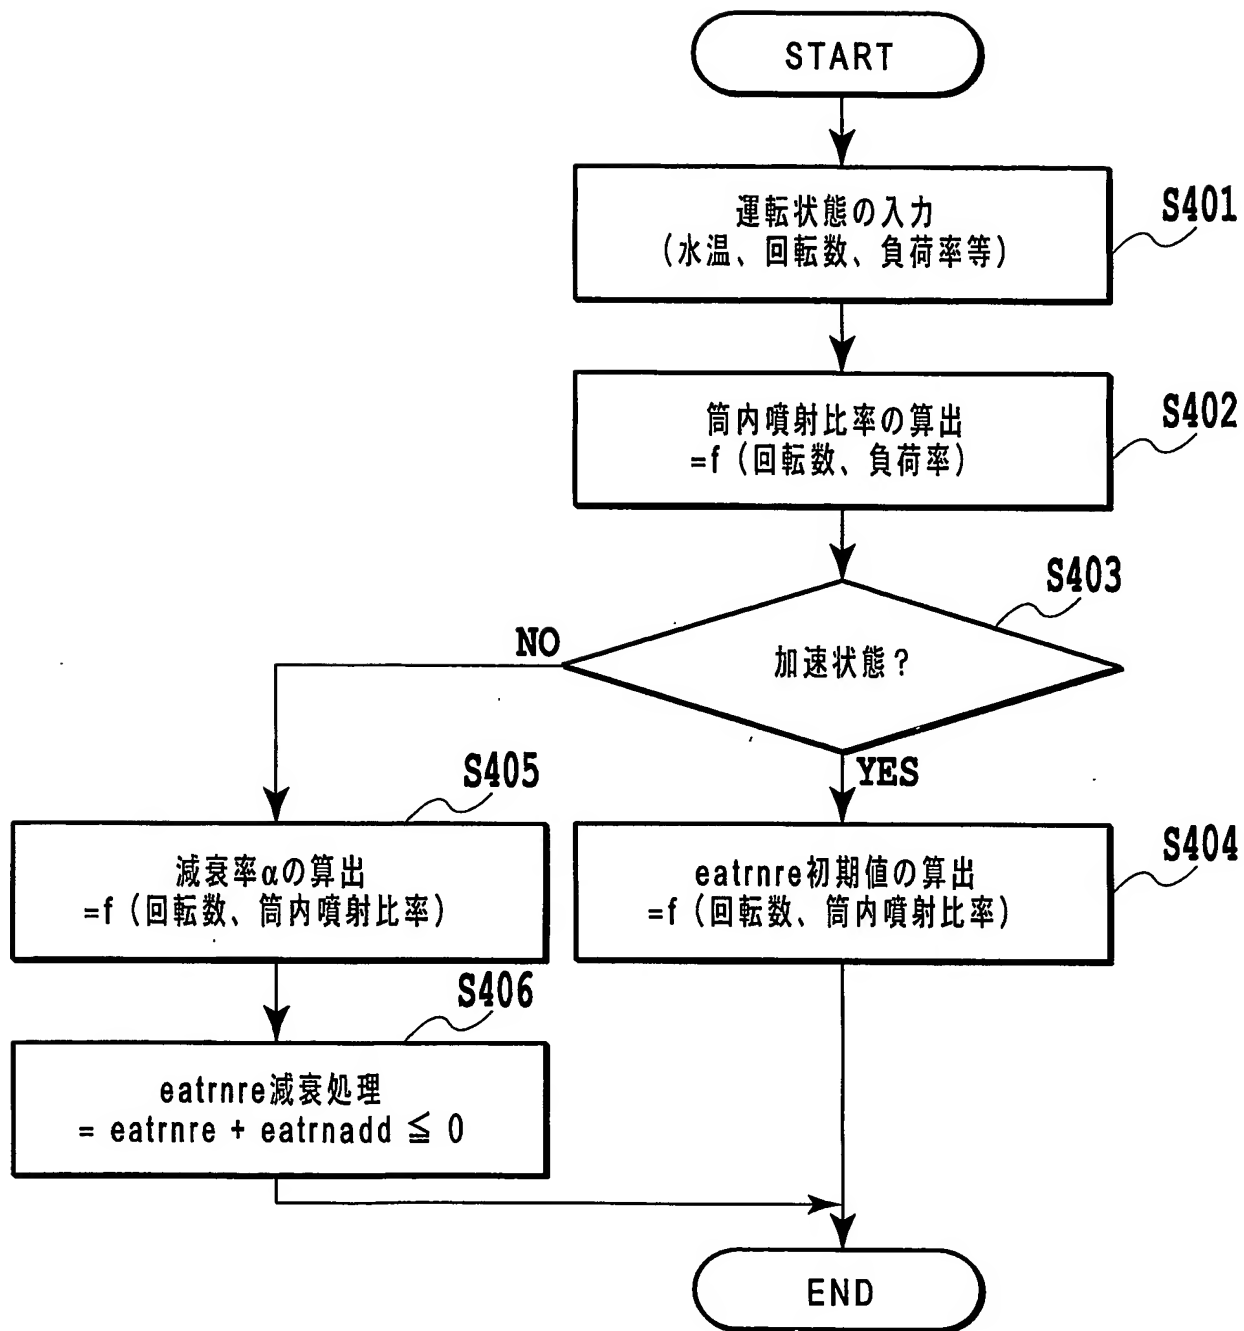 START
運転状態の入力
(水温、回転数、負荷率等)
S401
筒内噴射比率の算出
=f (回転数、負荷率)
S402
S403
加速状態?
NO
YES
S405
減衰率αの算出
=f (回転数、筒内噴射比率)
S404
eatrnre初期値の算出
=f (回転数、筒内噴射比率)
S406
eatrnre減衰処理
= eatrnre + eatrnadd ≦ 0
END